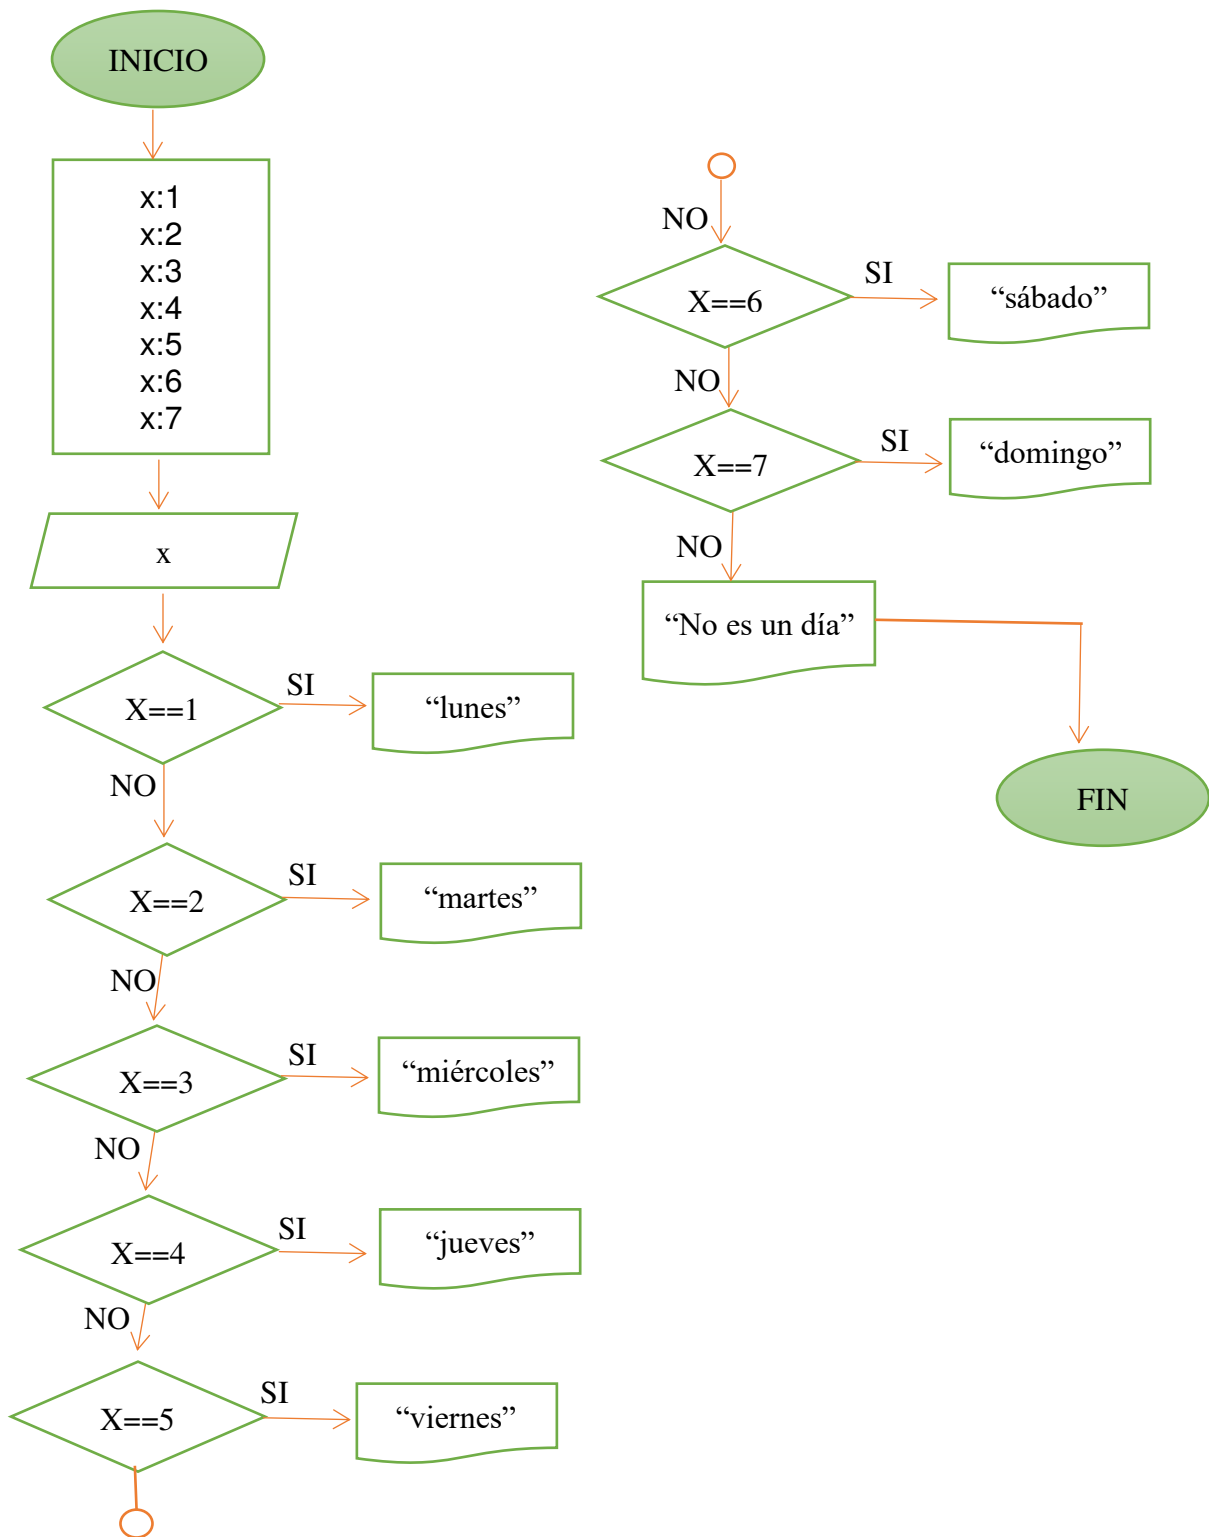 INICIO
x:1
x:2
x:3
x:4
x:5
x:6
x:7
x
X==1
SI
“lunes”
NO
X==2
SI
“martes”
NO
X==3
SI
“miércoles”
NO
X==4
SI
“jueves”
NO
X==5
SI
“viernes”
NO
X==6
SI
“sábado”
NO
X==7
SI
“domingo”
NO
“No es un día”
FIN